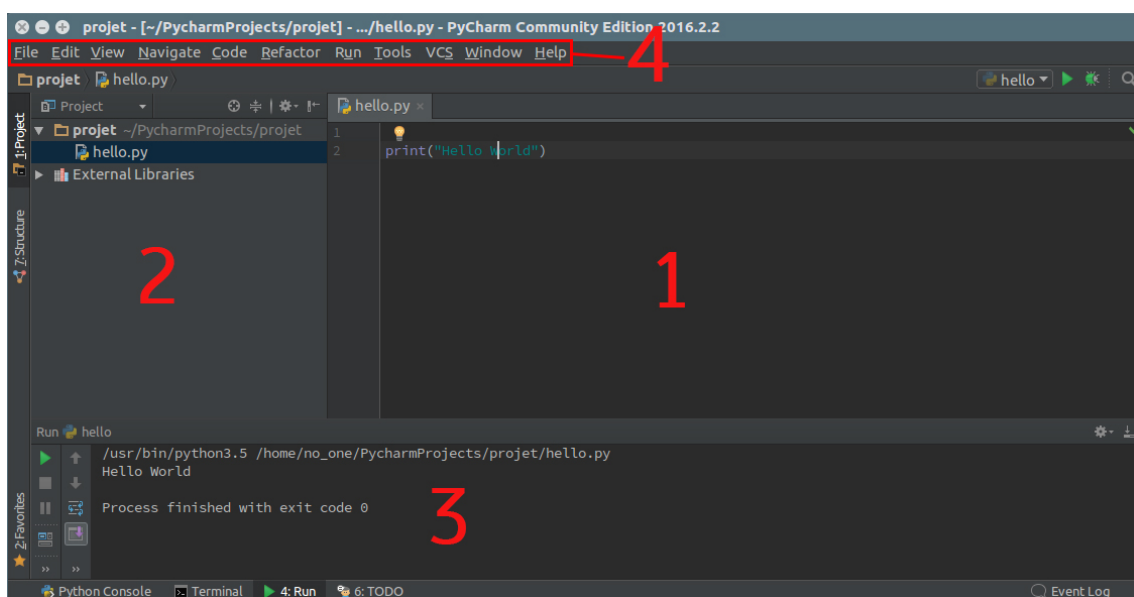 projet - [~/PycharmProjects/projet] - .../hello.py - PyCharm Community Edition 2016.2.2
File Edit View Navigate Code Refactor Run Tools VCS Window Help
4
projet hello.py
hello
1: Project
Project
hello.py
projet ~/PycharmProjects/projet
hello.py
External Libraries
1
2 print("Hello World")
7: Structure
2
1
Run hello
/usr/bin/python3.5 /home/no_one/PycharmProjects/projet/hello.py
Hello World
Process finished with exit code 0
3
2: Favorites
Python Console Terminal 4: Run 6: TODO Event Log